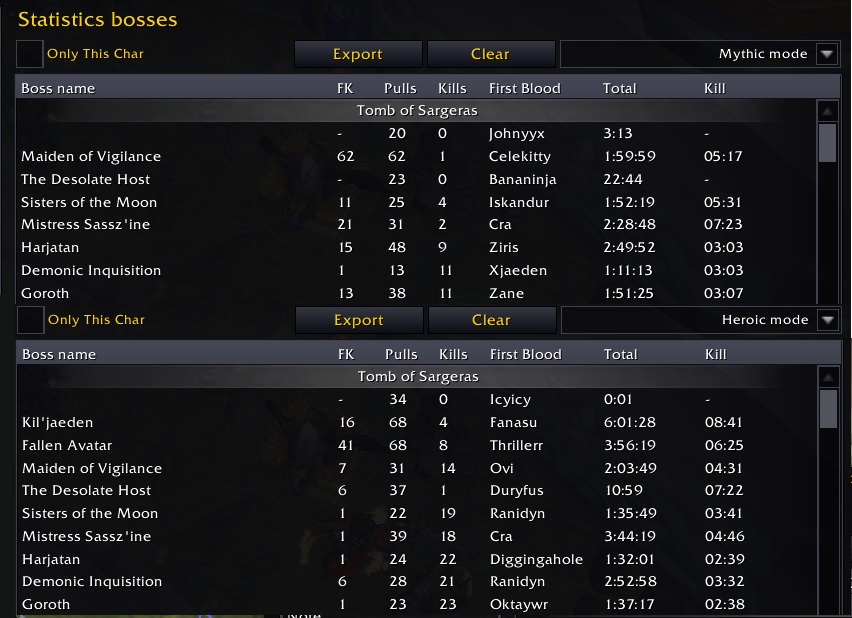 Statistics bosses
Only This Char Export Clear Mythic mode
Boss name FK Pulls Kills First Blood Total Kill
Tomb of Sargeras
- 20 0 Johnyyx 3:13 -
Maiden of Vigilance 62 62 1 Celekitty 1:59:59 05:17
The Desolate Host - 23 0 Bananinja 22:44 -
Sisters of the Moon 11 25 4 Iskandur 1:52:19 05:31
Mistress Sassz'ine 21 31 2 Cra 2:28:48 07:23
Harjatan 15 48 9 Ziris 2:49:52 03:03
Demonic Inquisition 1 13 11 Xjaeden 1:11:13 03:03
Goroth 13 38 11 Zane 1:51:25 03:07
Only This Char Export Clear Heroic mode
Boss name FK Pulls Kills First Blood Total Kill
Tomb of Sargeras
- 34 0 Icyicy 0:01 -
Kil'jaeden 16 68 4 Fanasu 6:01:28 08:41
Fallen Avatar 41 68 8 Thrillerr 3:56:19 06:25
Maiden of Vigilance 7 31 14 Ovi 2:03:49 04:31
The Desolate Host 6 37 1 Duryfus 10:59 07:22
Sisters of the Moon 1 22 19 Ranidyn 1:35:49 03:41
Mistress Sassz'ine 1 39 18 Cra 3:44:19 04:46
Harjatan 1 24 22 Diggingahole 1:32:01 02:39
Demonic Inquisition 6 28 21 Ranidyn 2:52:58 03:32
Goroth 1 23 23 Oktaywr 1:37:17 02:38